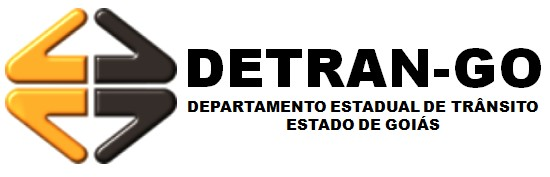 DETRAN-GO
DEPARTAMENTO ESTADUAL DE TRÂNSITO
ESTADO DE GOIÁS